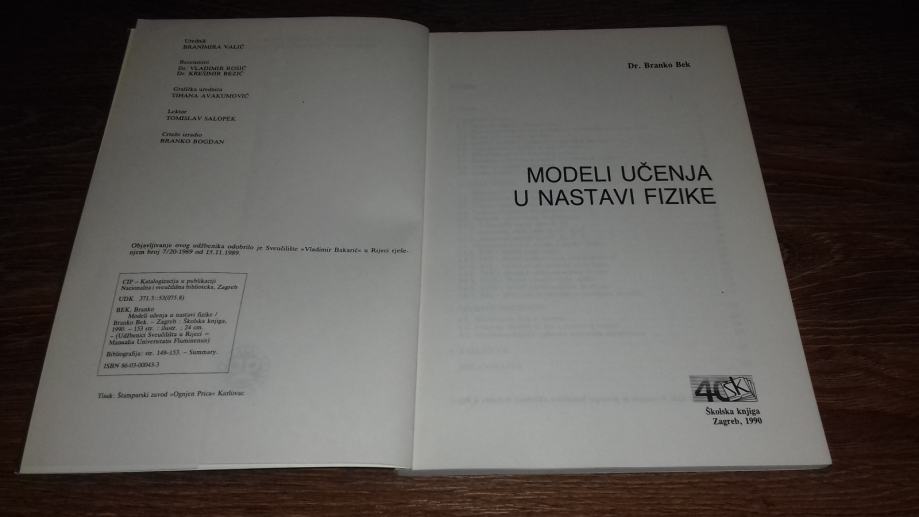 Urednik
BRANIMIRA VALIĆ
Recenzenti
Dr. VLADIMIR ROSIĆ
Dr. KREŠIMIR BEZIĆ
Grafička urednica
TIHANA AVAKUMOVIĆ
Lektor
TOMISLAV SALOPEK
Crteže izradio
BRANKO BOGDAN
Objavljivanje ovog udžbenika odobrilo je Sveučilište »Vladimir Bakarić« u Rijeci rješe-
njem broj 7/20-1989 od 15.11.1989.
CIP – Katalogizacija u publikaciji
Nacionalna i sveučilišna biblioteka, Zagreb
UDK 371.3::53(075.8)
BEK, Branko
Modeli učenja u nastavi fizike /
Branko Bek. – Zagreb : Školska knjiga,
1990. – 153 str. : ilustr. ; 24 cm.
– (Udžbenici Sveučilišta u Rijeci =
Manualia Universitatis Fluminensis)
Bibliografija: str. 149–153. – Summary.
ISBN 86-03-00043-3
Tisak: Štamparski zavod »Ognjen Prica« Karlovac
Dr. Branko Bek
MODELI UČENJA
U NASTAVI FIZIKE
40 ŠK
Školska knjiga
Zagreb, 1990